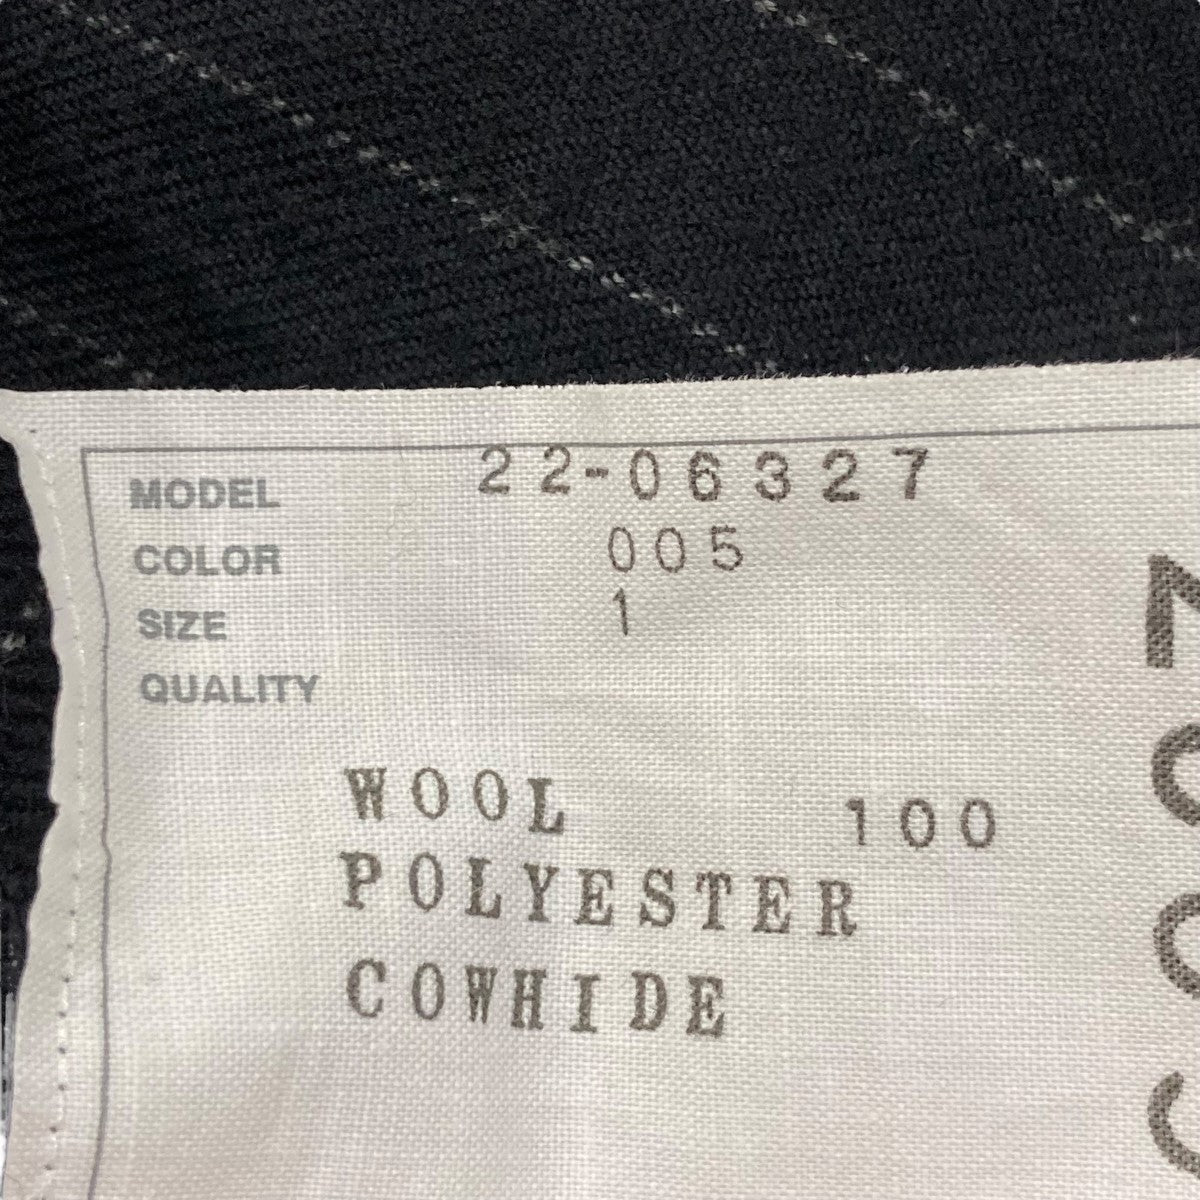 MODEL 22-06327
COLOR 005
SIZE 1
QUALITY
WOOL 100
POLYESTER
COWHIDE